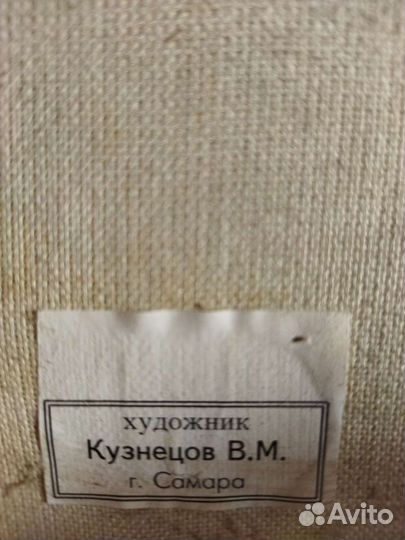 художник
Кузнецов В.М.
г. Самара
Avito